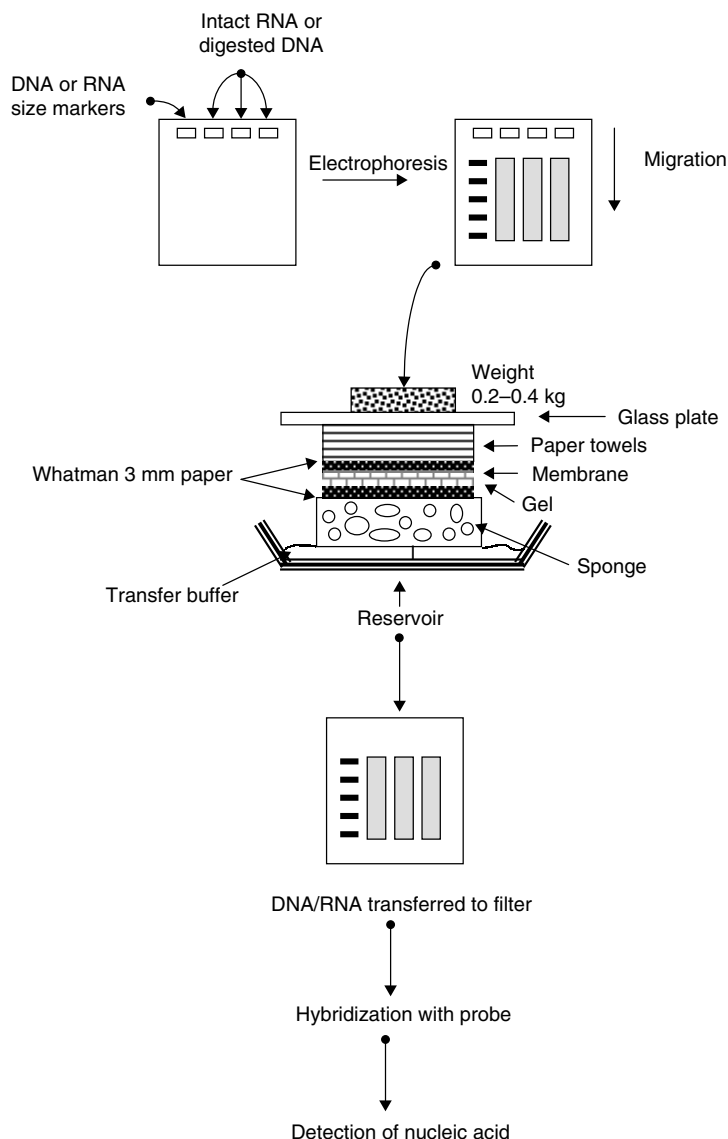 Intact RNA or
digested DNA
DNA or RNA
size markers
Electrophoresis
Migration
Weight
0.2–0.4 kg
Glass plate
Paper towels
Whatman 3 mm paper
Membrane
Gel
Sponge
Transfer buffer
Reservoir
DNA/RNA transferred to filter
Hybridization with probe
Detection of nucleic acid